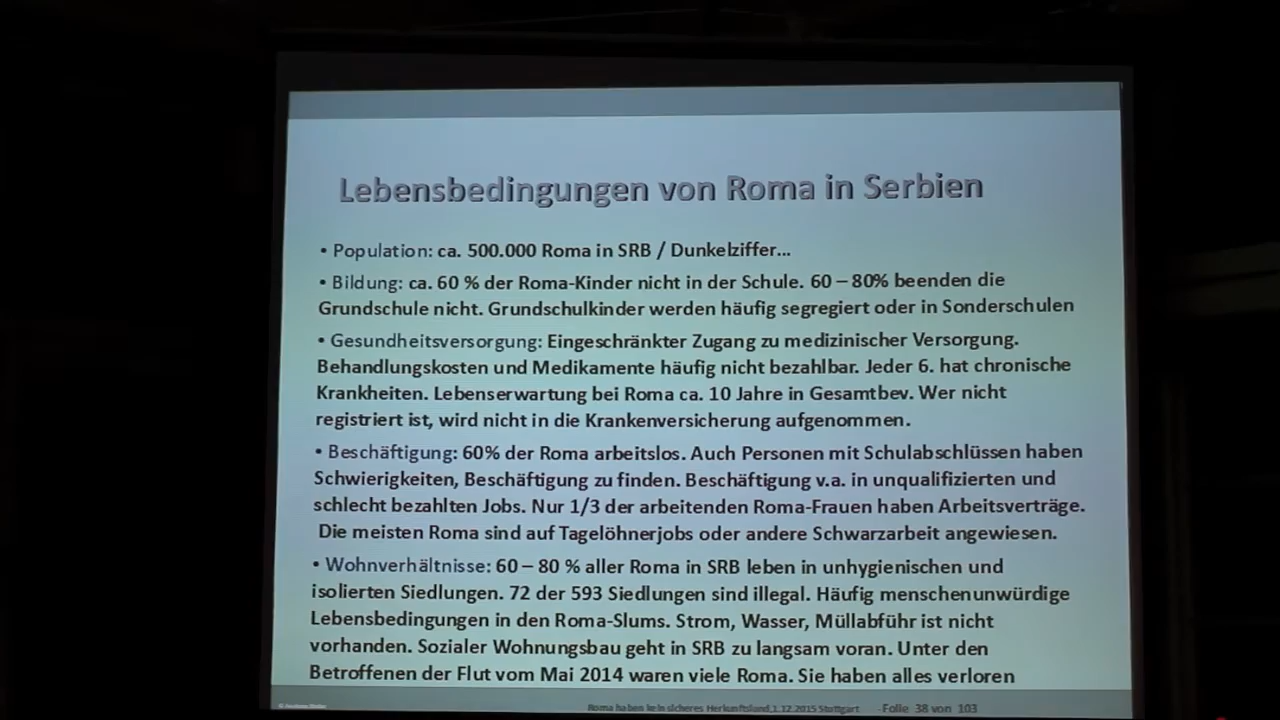 Lebensbedingungen von Roma in Serbien
• Population: ca. 500.000 Roma in SRB / Dunkelziffer...
• Bildung: ca. 60 % der Roma-Kinder nicht in der Schule. 60 – 80% beenden die
Grundschule nicht. Grundschulkinder werden häufig segregiert oder in Sonderschulen
• Gesundheitsversorgung: Eingeschränkter Zugang zu medizinischer Versorgung.
Behandlungskosten und Medikamente häufig nicht bezahlbar. Jeder 6. hat chronische
Krankheiten. Lebenserwartung bei Roma ca. 10 Jahre in Gesamtbev. Wer nicht
registriert ist, wird nicht in die Krankenversicherung aufgenommen.
• Beschäftigung: 60% der Roma arbeitslos. Auch Personen mit Schulabschlüssen haben
Schwierigkeiten, Beschäftigung zu finden. Beschäftigung v.a. in unqualifizierten und
schlecht bezahlten Jobs. Nur 1/3 der arbeitenden Roma-Frauen haben Arbeitsverträge.
Die meisten Roma sind auf Tagelöhnerjobs oder andere Schwarzarbeit angewiesen.
• Wohnverhältnisse: 60 – 80 % aller Roma in SRB leben in unhygienischen und
isolierten Siedlungen. 72 der 593 Siedlungen sind illegal. Häufig menschenunwürdige
Lebensbedingungen in den Roma-Slums. Strom, Wasser, Müllabführ ist nicht
vorhanden. Sozialer Wohnungsbau geht in SRB zu langsam voran. Unter den
Betroffenen der Flut vom Mai 2014 waren viele Roma. Sie haben alles verloren
Roma haben kein sicheres Herkunftsland,1.12.2015 Stuttgart - Folie 38 von 103